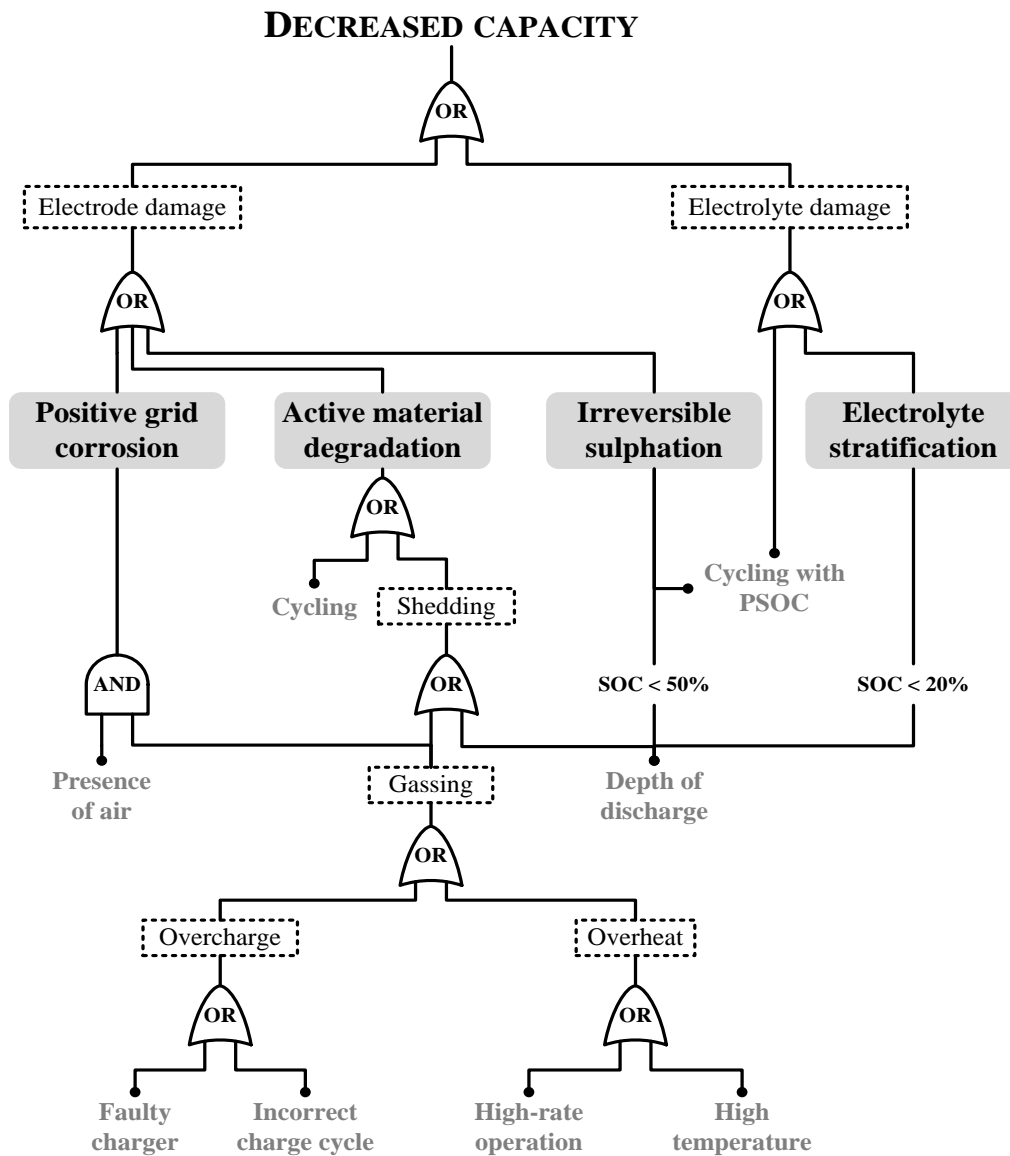 DECREASED CAPACITY
OR
Electrode damage
Electrolyte damage
OR
OR
Positive grid
corrosion
Active material
degradation
Irreversible
sulphation
Electrolyte
stratification
OR
Cycling
Shedding
Cycling with
PSOC
AND
OR
SOC < 50%
SOC < 20%
Presence
of air
Gassing
Depth of
discharge
OR
Overcharge
Overheat
OR
OR
Faulty
charger
Incorrect
charge cycle
High-rate
operation
High
temperature